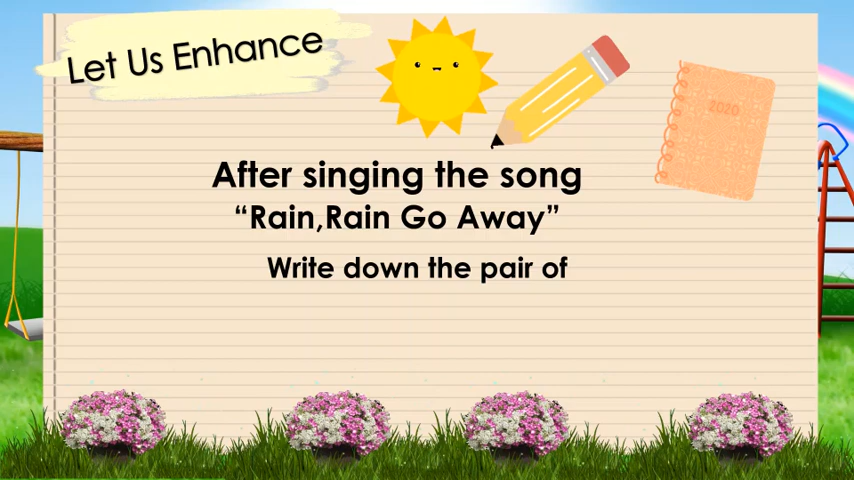 Let Us Enhance
2020
After singing the song
“Rain,Rain Go Away”
Write down the pair of